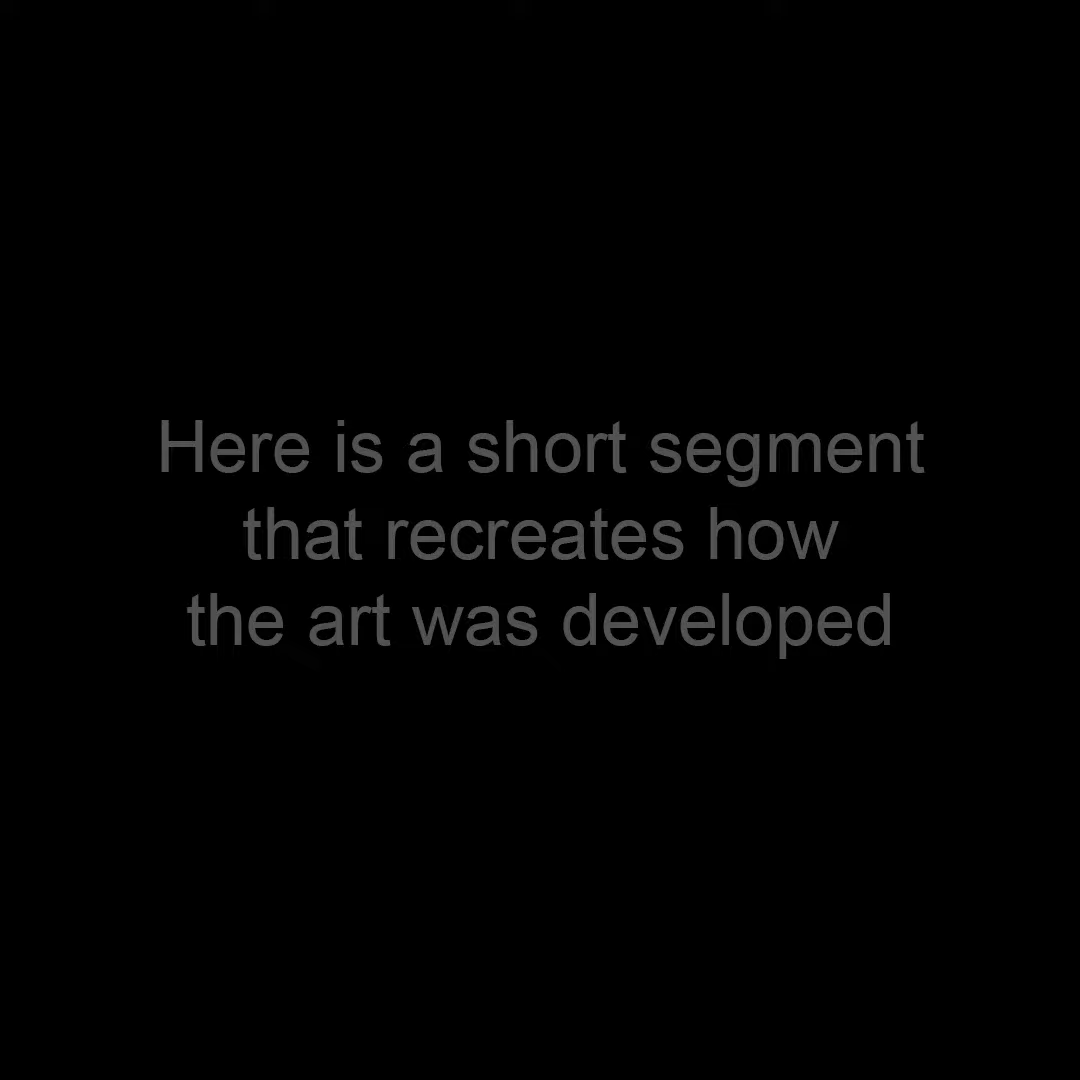 Here is a short segment
that recreates how
the art was developed